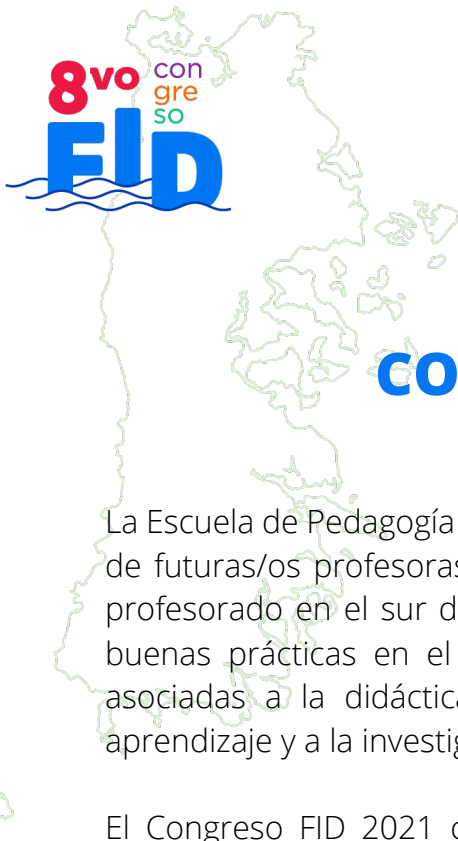 8vo con
gre
so
FID
co
La Escuela de Pedagogía
de futuras/os profesoras
profesorado en el sur d
buenas prácticas en el
asociadas a la didáctica
aprendizaje y a la investig
El Congreso FID 2021 c